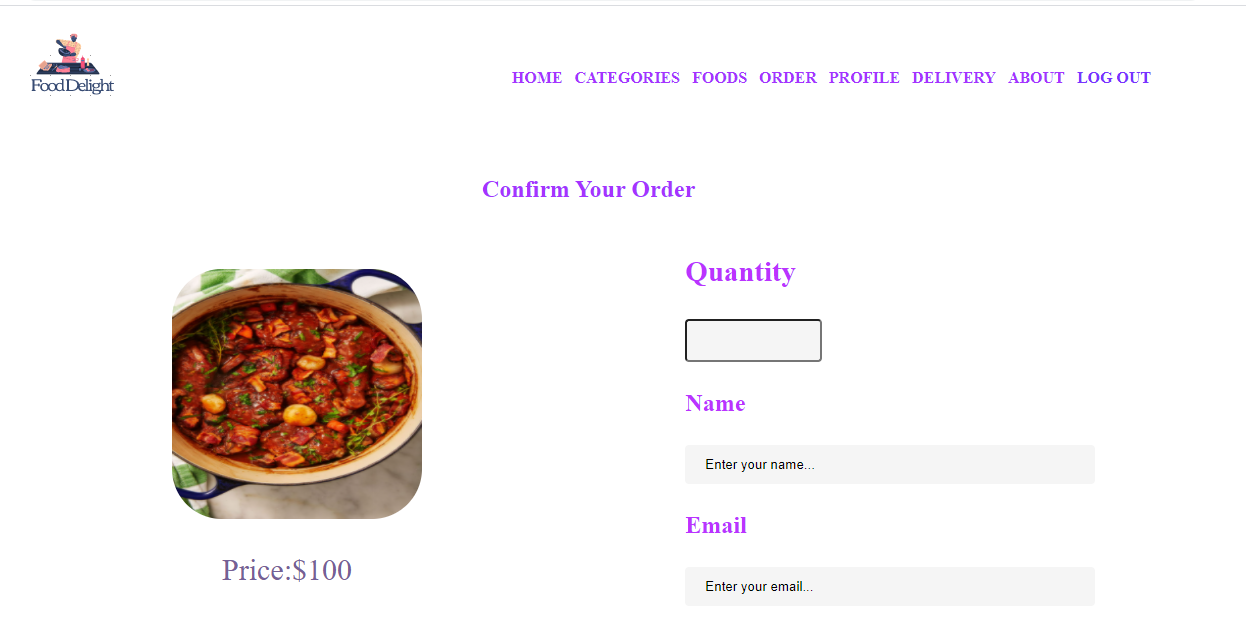 FoodDelight
HOME CATEGORIES FOODS ORDER PROFILE DELIVERY ABOUT LOG OUT
Confirm Your Order
Quantity
Name
Enter your name...
Email
Enter your email...
Price:$100